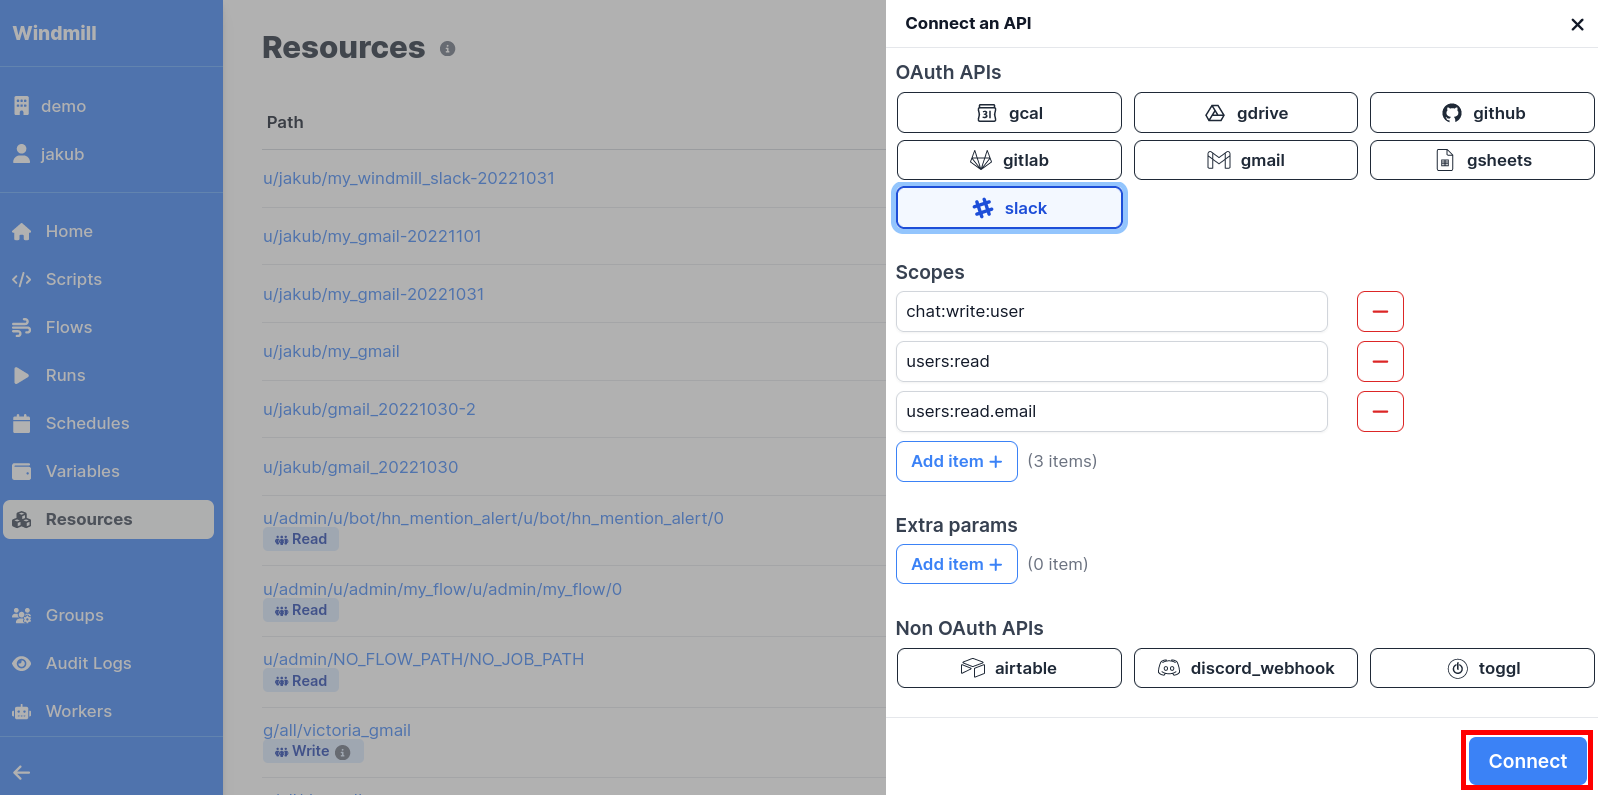 Windmill
demo
jakub
Home
Scripts
Flows
Runs
Schedules
Variables
Resources
Groups
Audit Logs
Workers
Resources
Path
u/jakub/my_windmill_slack-20221031
u/jakub/my_gmail-20221101
u/jakub/my_gmail-20221031
u/jakub/my_gmail
u/jakub/gmail_20221030-2
u/jakub/gmail_20221030
u/admin/u/bot/hn_mention_alert/u/bot/hn_mention_alert/0
Read
u/admin/u/admin/my_flow/u/admin/my_flow/0
Read
u/admin/NO_FLOW_PATH/NO_JOB_PATH
Read
g/all/victoria_gmail
Write
Connect an API
OAuth APIs
31 gcal gdrive github
gitlab gmail gsheets
slack
Scopes
chat:write:user
users:read
users:read.email
Add item + (3 items)
Extra params
Add item + (0 item)
Non OAuth APIs
airtable discord_webhook toggl
Connect